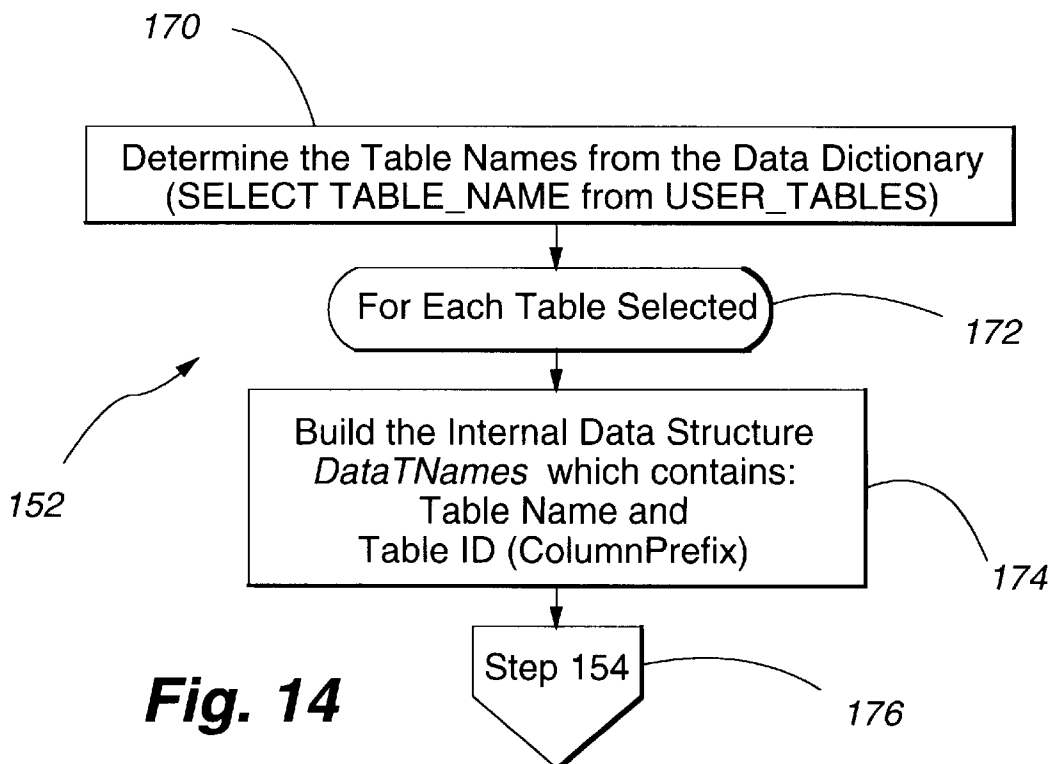 170
Determine the Table Names from the Data Dictionary
(SELECT TABLE_NAME from USER_TABLES)
For Each Table Selected
172
152
Build the Internal Data Structure
DataTNames which contains:
Table Name and
Table ID (ColumnPrefix)
174
Step 154
176
Fig. 14